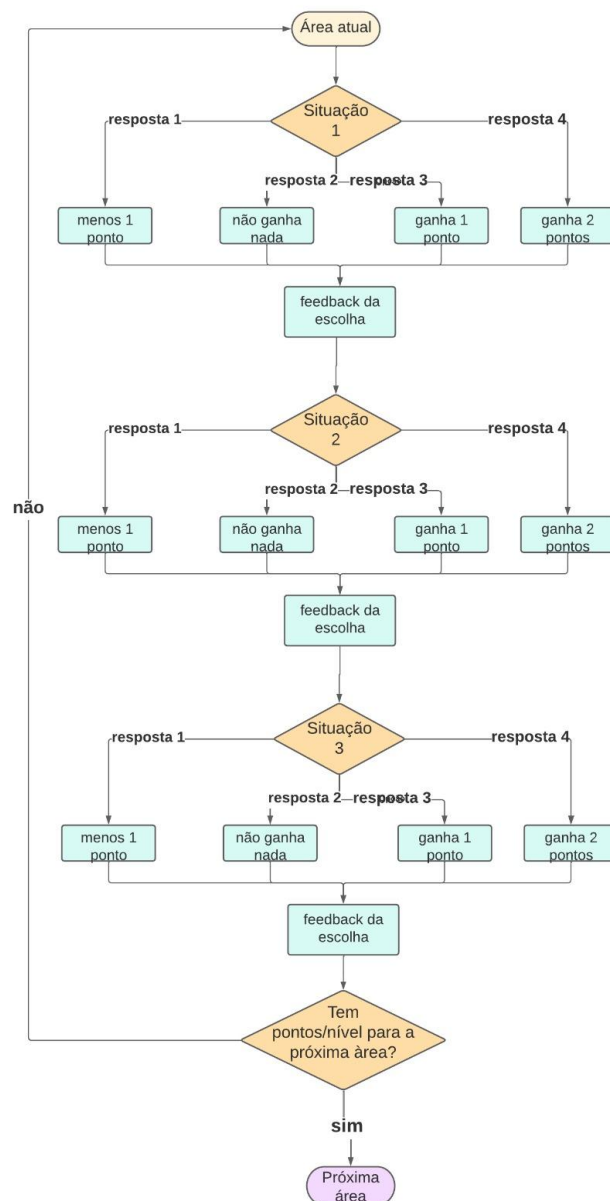 Área atual
Situação
1
resposta 1
resposta 4
resposta 2
resposta 3
menos 1
ponto
não ganha
nada
ganha 1
ponto
ganha 2
pontos
feedback da
escolha
Situação
2
resposta 1
resposta 4
resposta 2
resposta 3
não
menos 1
ponto
não ganha
nada
ganha 1
ponto
ganha 2
pontos
feedback da
escolha
Situação
3
resposta 1
resposta 4
resposta 2
resposta 3
menos 1
ponto
não ganha
nada
ganha 1
ponto
ganha 2
pontos
feedback da
escolha
Tem
pontos/nível para a
próxima àrea?
sim
Próxima
área